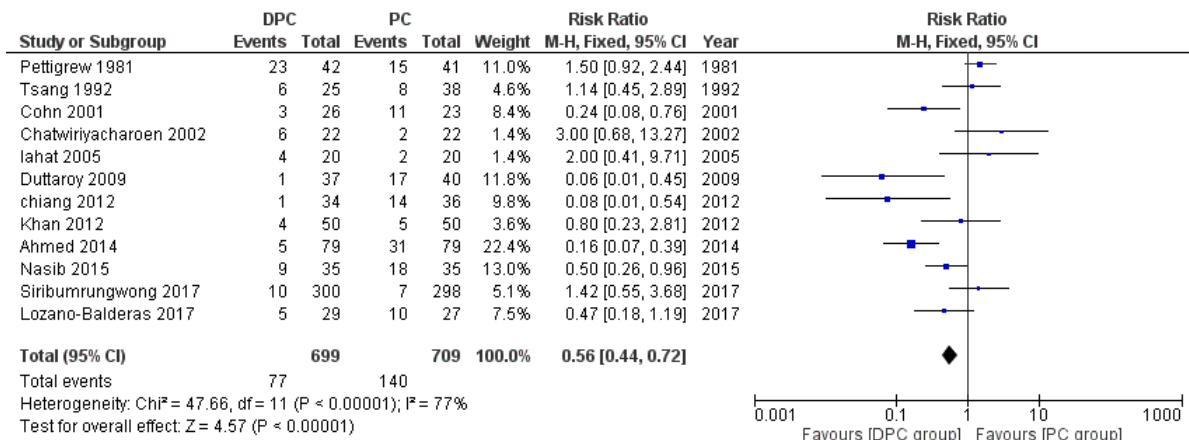 DPC PC Risk Ratio Risk Ratio
Study or Subgroup Events Total Events Total Weight M-H, Fixed, 95% CI Year M-H, Fixed, 95% CI
Pettigrew 1981 23 42 15 41 11.0% 1.50 [0.92, 2.44] 1981
Tsang 1992 6 25 8 38 4.6% 1.14 [0.45, 2.89] 1992
Cohn 2001 3 26 11 23 8.4% 0.24 [0.08, 0.76] 2001
Chatwiriyacharoen 2002 6 22 2 22 1.4% 3.00 [0.68, 13.27] 2002
lahat 2005 4 20 2 20 1.4% 2.00 [0.41, 9.71] 2005
Duttaroy 2009 1 37 17 40 11.8% 0.06 [0.01, 0.45] 2009
chiang 2012 1 34 14 36 9.8% 0.08 [0.01, 0.54] 2012
Khan 2012 4 50 5 50 3.6% 0.80 [0.23, 2.81] 2012
Ahmed 2014 5 79 31 79 22.4% 0.16 [0.07, 0.39] 2014
Nasib 2015 9 35 18 35 13.0% 0.50 [0.26, 0.96] 2015
Siribumrungwong 2017 10 300 7 298 5.1% 1.42 [0.55, 3.68] 2017
Lozano-Balderas 2017 5 29 10 27 7.5% 0.47 [0.18, 1.19] 2017
Total (95% CI) 699 709 100.0% 0.56 [0.44, 0.72]
Total events 77 140
Heterogeneity: Chi² = 47.66, df = 11 (P < 0.00001); I² = 77%
Test for overall effect: Z = 4.57 (P < 0.00001)
0.001 0.1 1 10 1000
Favours [DPC group] Favours [PC group]